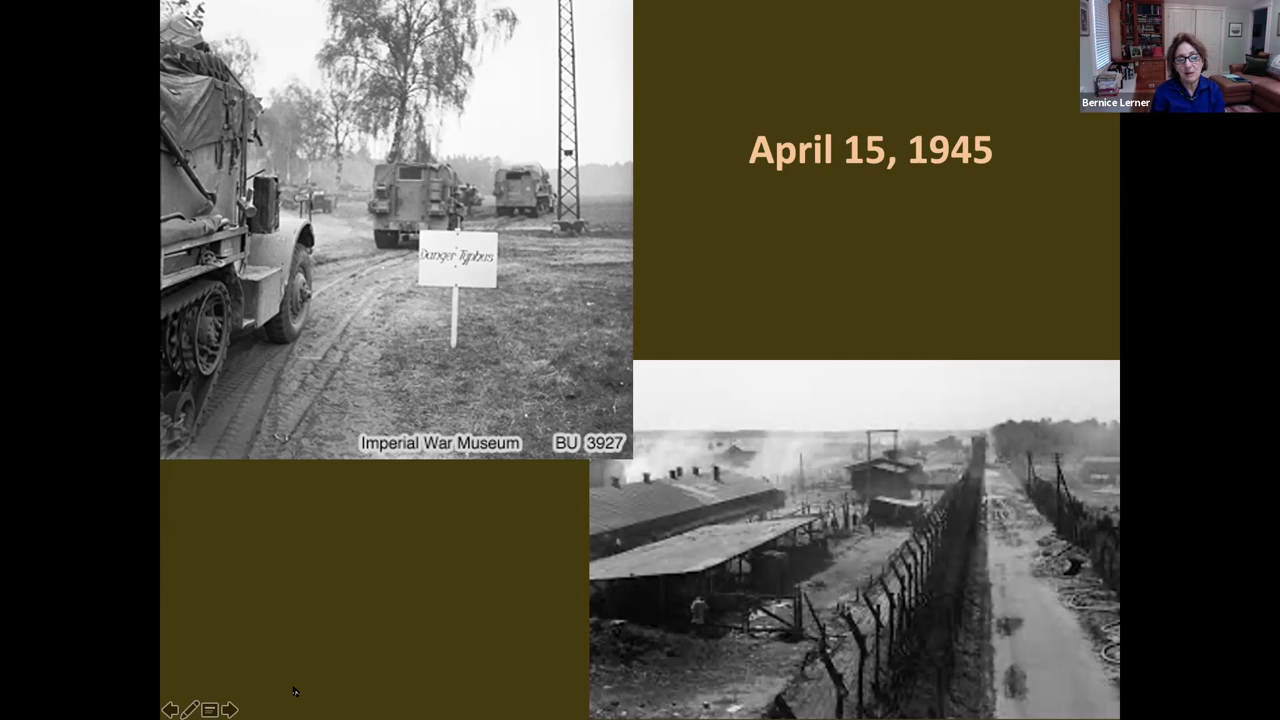 Bernice Lerner
April 15, 1945
Danger Typhus
Imperial War Museum BU 3927